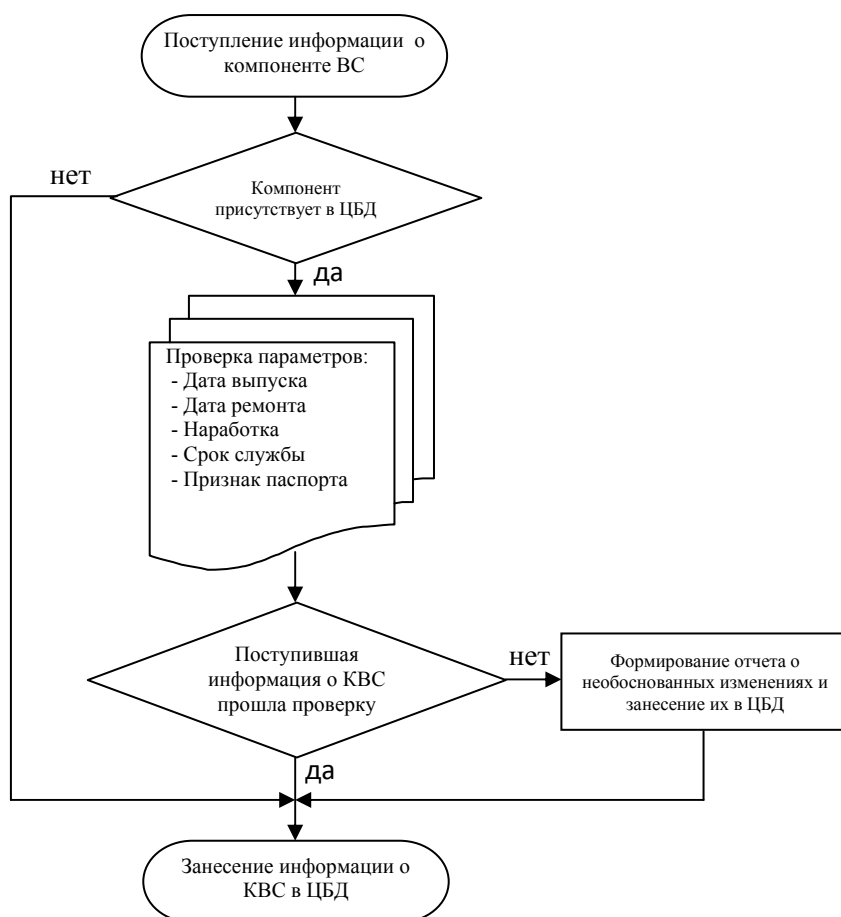 Поступление информации о
компоненте ВС
нет
Компонент
присутствует в ЦБД
да
Проверка параметров:
- Дата выпуска
- Дата ремонта
- Наработка
- Срок службы
- Признак паспорта
Поступившая
информация о КВС
прошла проверку
нет
Формирование отчета о
необоснованных изменениях и
занесение их в ЦБД
да
Занесение информации о
КВС в ЦБД